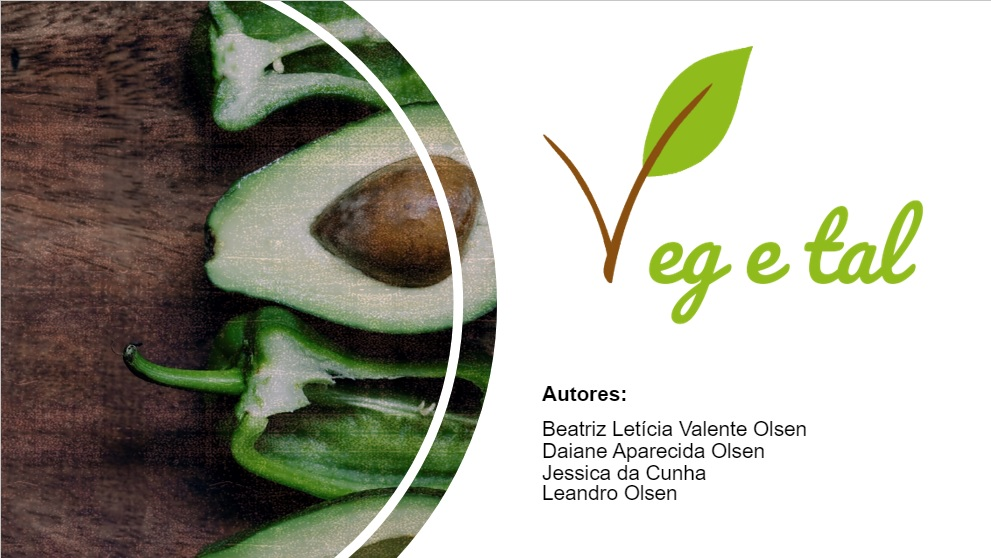 Veg e tal
Autores:
Beatriz Letícia Valente Olsen
Daiane Aparecida Olsen
Jessica da Cunha
Leandro Olsen